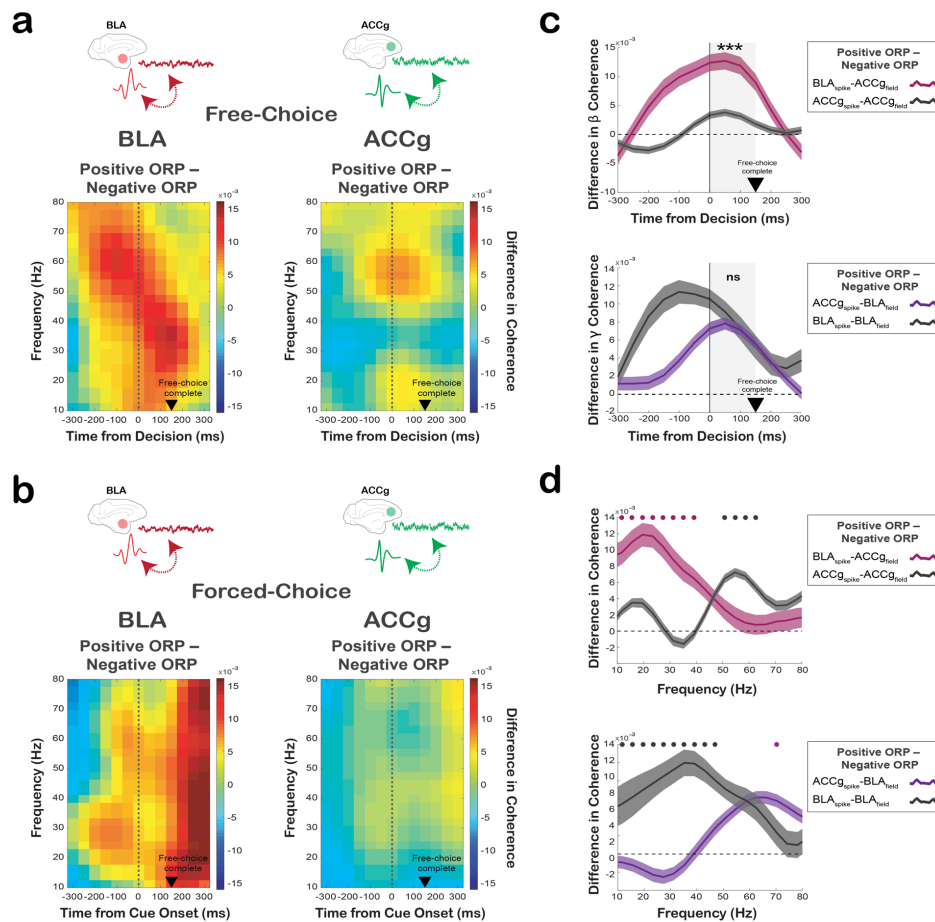 a
BLA
ACCg
Free-Choice
BLA
ACCg
Positive ORP –
Negative ORP
Positive ORP –
Negative ORP
×10⁻³
×10⁻³
80
70
60
50
40
30
20
10
Frequency (Hz)
15
10
5
0
-5
-10
-15
80
70
60
50
40
30
20
10
Frequency (Hz)
15
10
5
0
-5
-10
-15
Difference in Coherence
Free-choice
complete
Free-choice
complete
-300 -200 -100 0 100 200 300
-300 -200 -100 0 100 200 300
Time from Decision (ms)
Time from Decision (ms)
b
BLA
ACCg
Forced-Choice
BLA
ACCg
Positive ORP –
Negative ORP
Positive ORP –
Negative ORP
×10⁻³
×10⁻³
80
70
60
50
40
30
20
10
Frequency (Hz)
15
10
5
0
-5
-10
-15
80
70
60
50
40
30
20
10
Frequency (Hz)
15
10
5
0
-5
-10
-15
Difference in Coherence
Free-choice
complete
Free-choice
complete
-300 -200 -100 0 100 200 300
-300 -200 -100 0 100 200 300
Time from Cue Onset (ms)
Time from Cue Onset (ms)
c
×10⁻³
15
10
5
0
-5
-10
Difference in β Coherence
***
Free-choice
complete
-300 -200 -100 0 100 200 300
Time from Decision (ms)
Positive ORP –
Negative ORP
BLAspike-ACCgfield
ACCgspike-ACCgfield
×10⁻³
14
12
10
8
6
4
2
0
-2
Difference in γ Coherence
ns
Free-choice
complete
-300 -200 -100 0 100 200 300
Time from Decision (ms)
Positive ORP –
Negative ORP
ACCgspike-BLAfield
BLAspike-BLAfield
d
×10⁻³
14
12
10
8
6
4
2
0
-2
-4
Difference in Coherence
10 20 30 40 50 60 70 80
Frequency (Hz)
Positive ORP –
Negative ORP
BLAspike-ACCgfield
ACCgspike-ACCgfield
×10⁻³
14
12
10
8
6
4
2
0
-2
Difference in Coherence
10 20 30 40 50 60 70 80
Frequency (Hz)
Positive ORP –
Negative ORP
ACCgspike-BLAfield
BLAspike-BLAfield